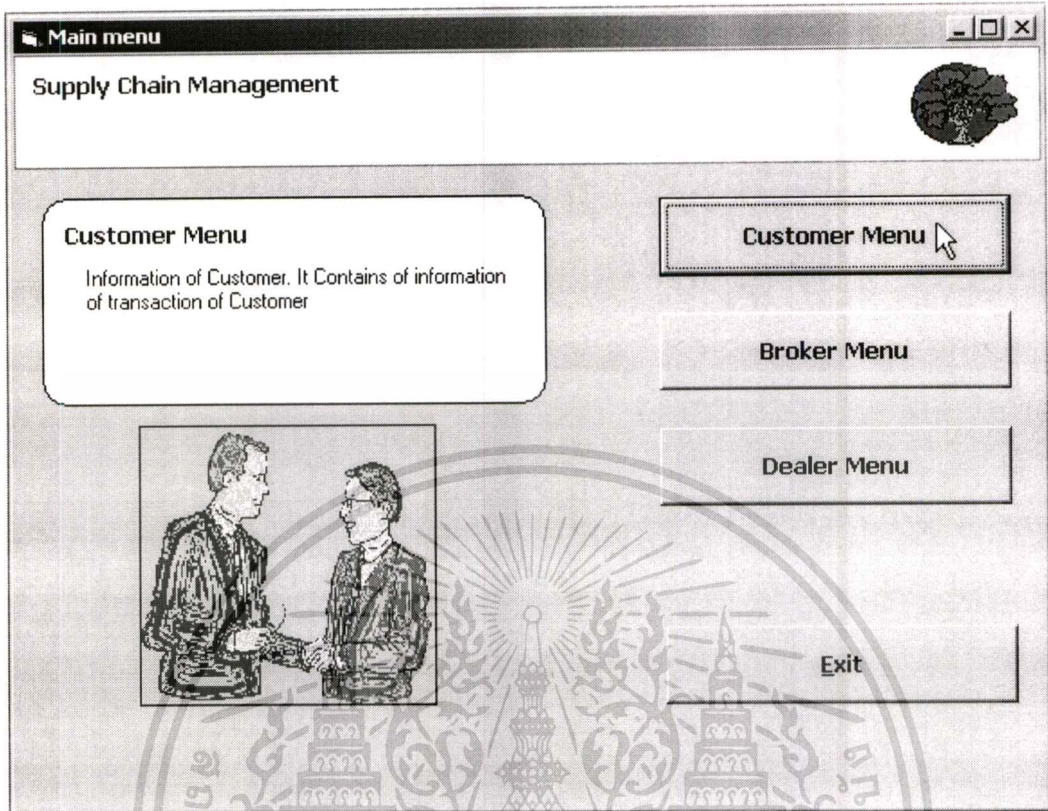 Main menu
Supply Chain Management
Customer Menu
Information of Customer. It Contains of information
of transaction of Customer
Customer Menu
Broker Menu
Dealer Menu
Exit